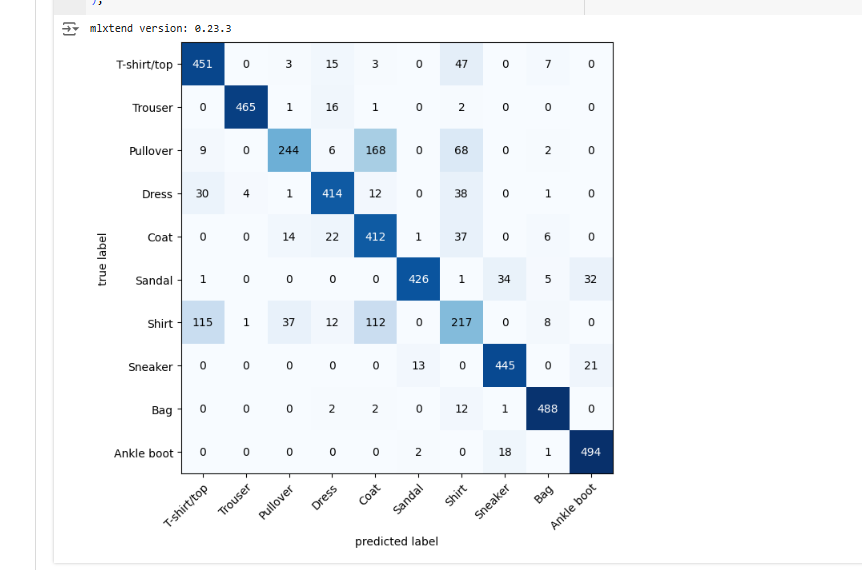 );
mlxtend version: 0.23.3
T-shirt/top 451 0 3 15 3 0 47 0 7 0
Trouser 0 465 1 16 1 0 2 0 0 0
Pullover 9 0 244 6 168 0 68 0 2 0
Dress 30 4 1 414 12 0 38 0 1 0
Coat 0 0 14 22 412 1 37 0 6 0
Sandal 1 0 0 0 0 426 1 34 5 32
Shirt 115 1 37 12 112 0 217 0 8 0
Sneaker 0 0 0 0 0 13 0 445 0 21
Bag 0 0 0 2 2 0 12 1 488 0
Ankle boot 0 0 0 0 0 2 0 18 1 494
true label
T-shirt/top Trouser Pullover Dress Coat Sandal Shirt Sneaker Bag Ankle boot
predicted label